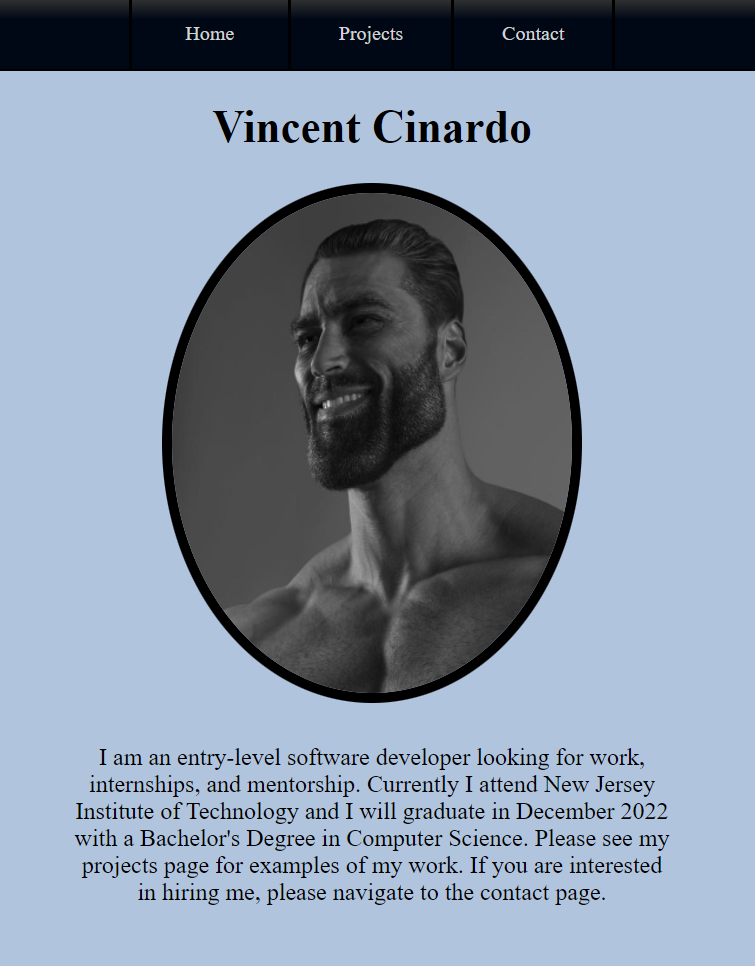 Home Projects Contact
Vincent Cinardo
I am an entry-level software developer looking for work,
internships, and mentorship. Currently I attend New Jersey
Institute of Technology and I will graduate in December 2022
with a Bachelor's Degree in Computer Science. Please see my
projects page for examples of my work. If you are interested
in hiring me, please navigate to the contact page.